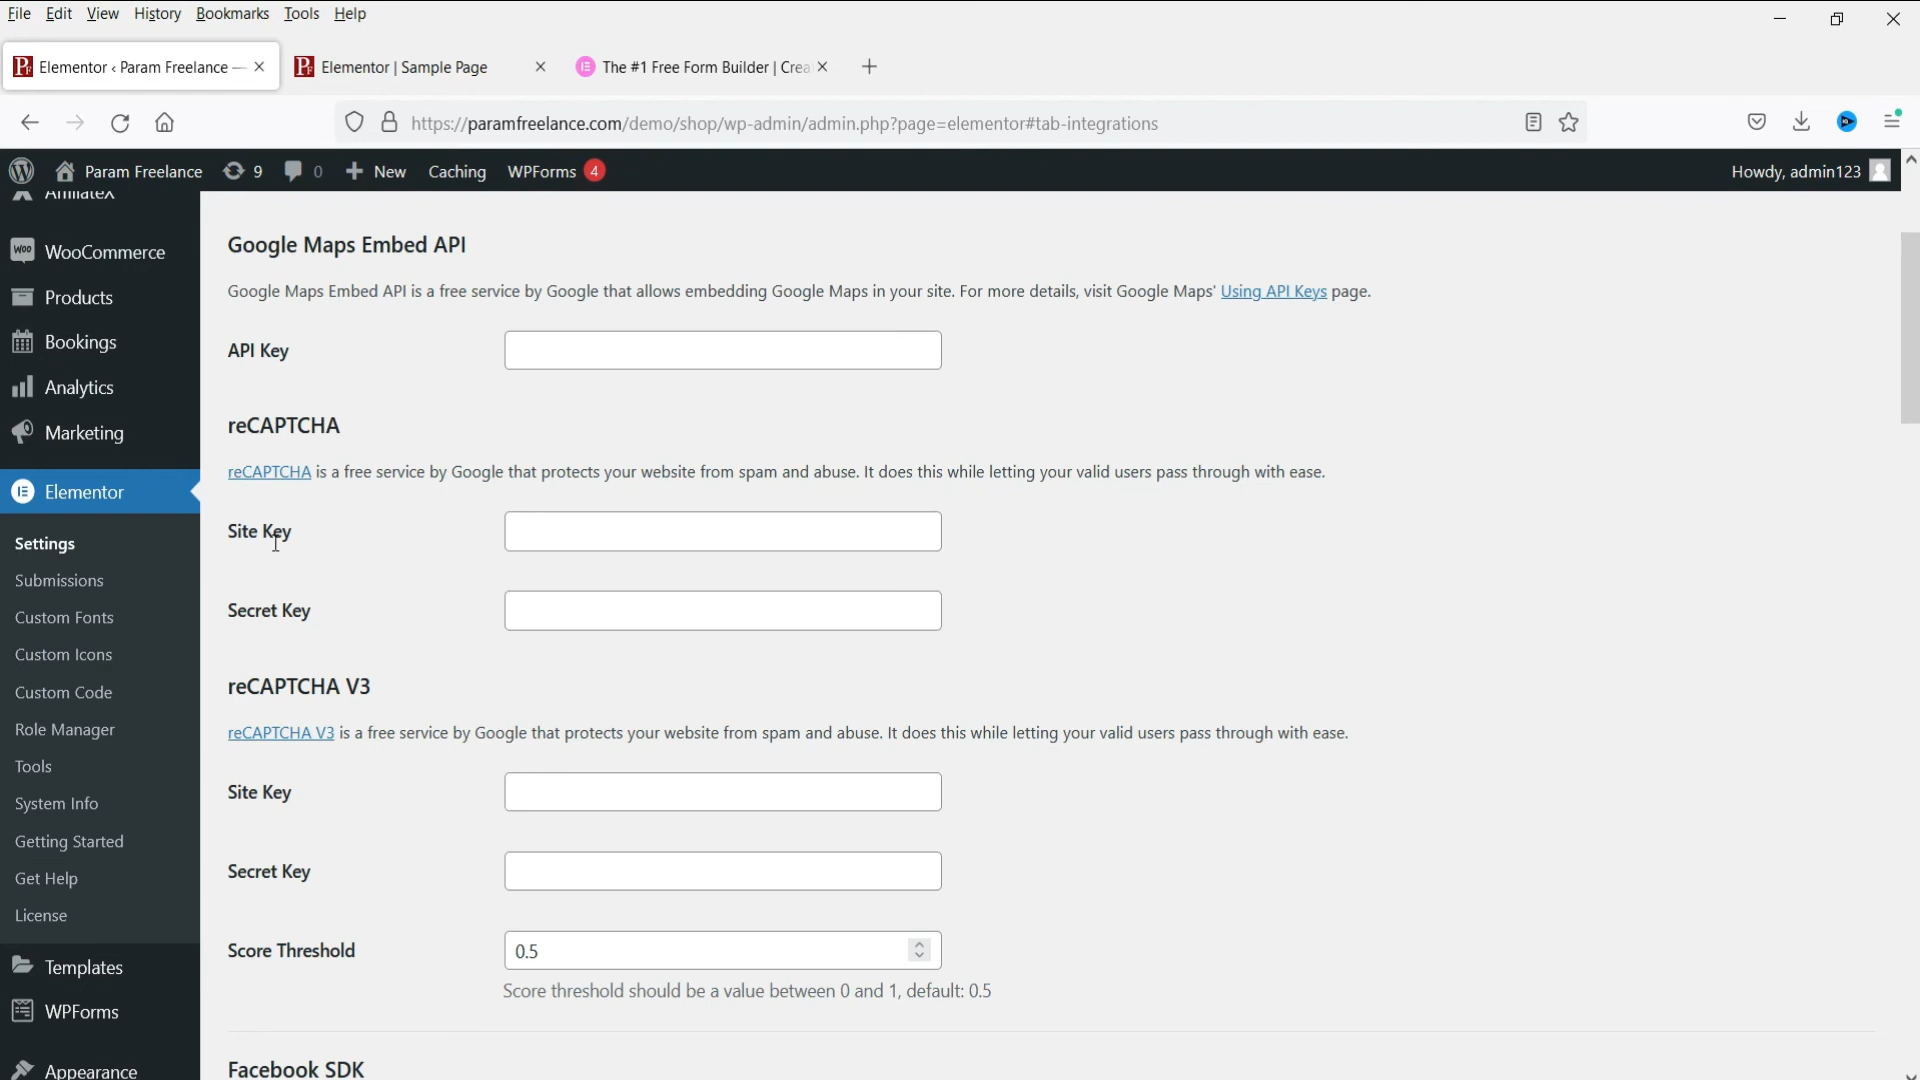 File Edit View History Bookmarks Tools Help
Elementor ‹ Param Freelance —
Elementor | Sample Page
The #1 Free Form Builder | Crea
https://paramfreelance.com/demo/shop/wp-admin/admin.php?page=elementor#tab-integrations
Param Freelance 9 0 New Caching WPForms 4 Howdy, admin123
AffiliateX
WooCommerce
Products
Bookings
Analytics
Marketing
Elementor
Settings
Submissions
Custom Fonts
Custom Icons
Custom Code
Role Manager
Tools
System Info
Getting Started
Get Help
License
Templates
WPForms
Appearance
Google Maps Embed API
Google Maps Embed API is a free service by Google that allows embedding Google Maps in your site. For more details, visit Google Maps' Using API Keys page.
API Key
reCAPTCHA
reCAPTCHA is a free service by Google that protects your website from spam and abuse. It does this while letting your valid users pass through with ease.
Site Key
Secret Key
reCAPTCHA V3
reCAPTCHA V3 is a free service by Google that protects your website from spam and abuse. It does this while letting your valid users pass through with ease.
Site Key
Secret Key
Score Threshold 0.5
Score threshold should be a value between 0 and 1, default: 0.5
Facebook SDK